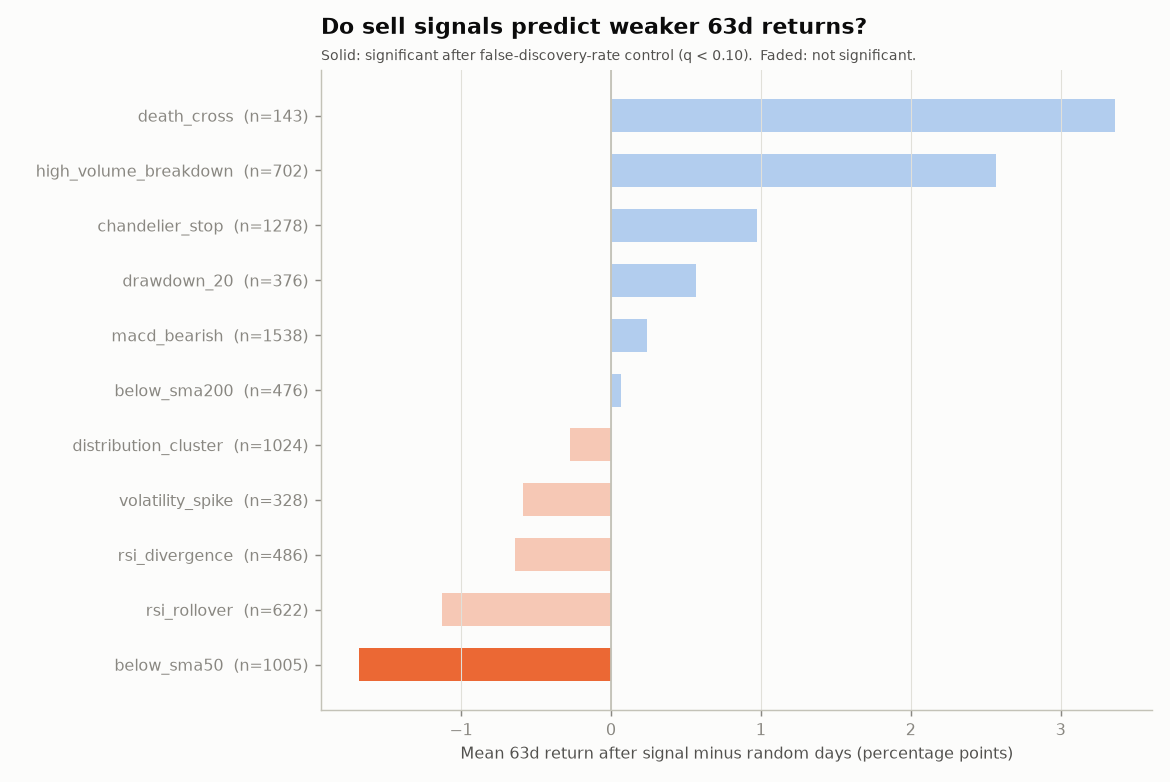 Do sell signals predict weaker 63d returns?
Solid: significant after false-discovery-rate control (q < 0.10).  Faded: not significant.
death_cross  (n=143)
high_volume_breakdown  (n=702)
chandelier_stop  (n=1278)
drawdown_20  (n=376)
macd_bearish  (n=1538)
below_sma200  (n=476)
distribution_cluster  (n=1024)
volatility_spike  (n=328)
rsi_divergence  (n=486)
rsi_rollover  (n=622)
below_sma50  (n=1005)
−1 0 1 2 3
Mean 63d return after signal minus random days (percentage points)